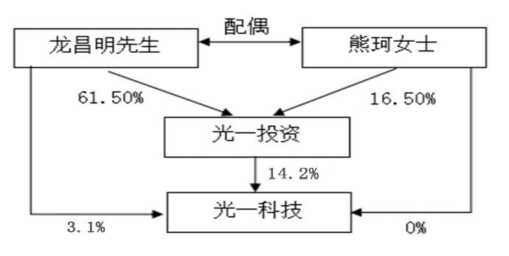 配偶
龙昌明先生
熊珂女士
61.50%
16.50%
光一投资
14.2%
光一科技
3.1%
0%